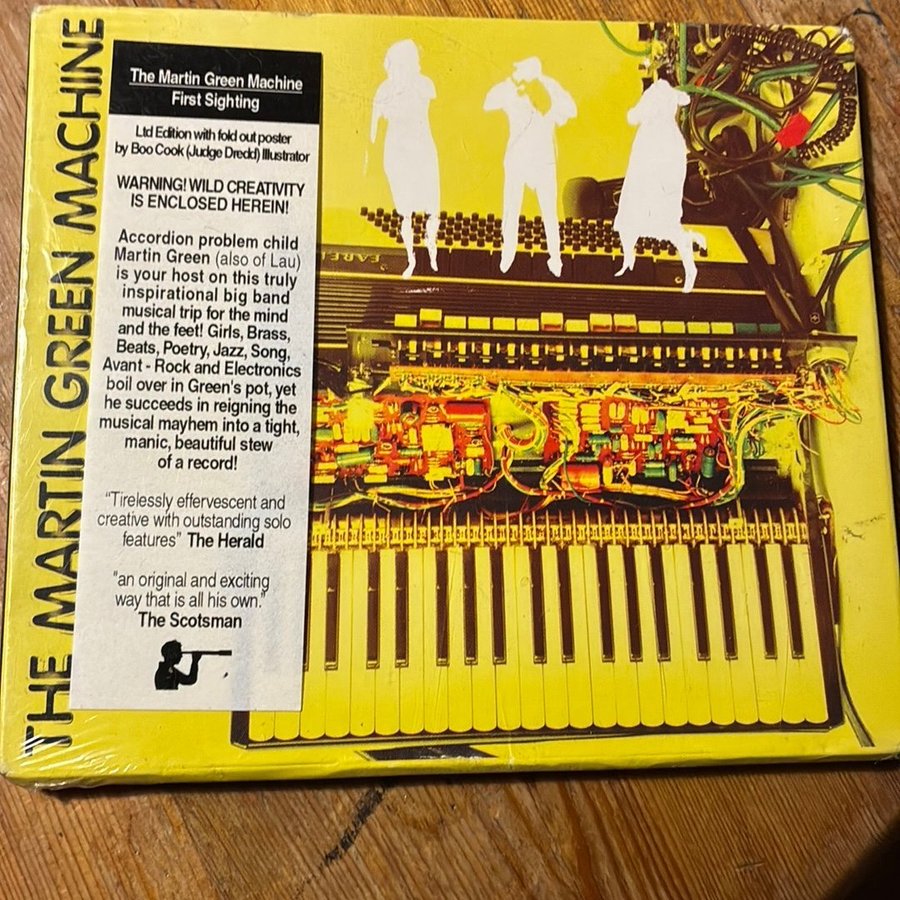 THE MARTIN GREEN MACHINE
The Martin Green Machine
First Sighting
Ltd Edition with fold out poster
by Boo Cook (Judge Dredd) Illustrator
WARNING! WILD CREATIVITY
IS ENCLOSED HEREIN!
Accordion problem child
Martin Green (also of Lau)
is your host on this truly
inspirational big band
musical trip for the mind
and the feet! Girls, Brass,
Beats, Poetry, Jazz, Song,
Avant - Rock and Electronics
boil over in Green's pot, yet
he succeeds in reigning the
musical mayhem into a tight,
manic, beautiful stew
of a record!
"Tirelessly effervescent and
creative with outstanding solo
features" The Herald
"an original and exciting
way that is all his own."
The Scotsman